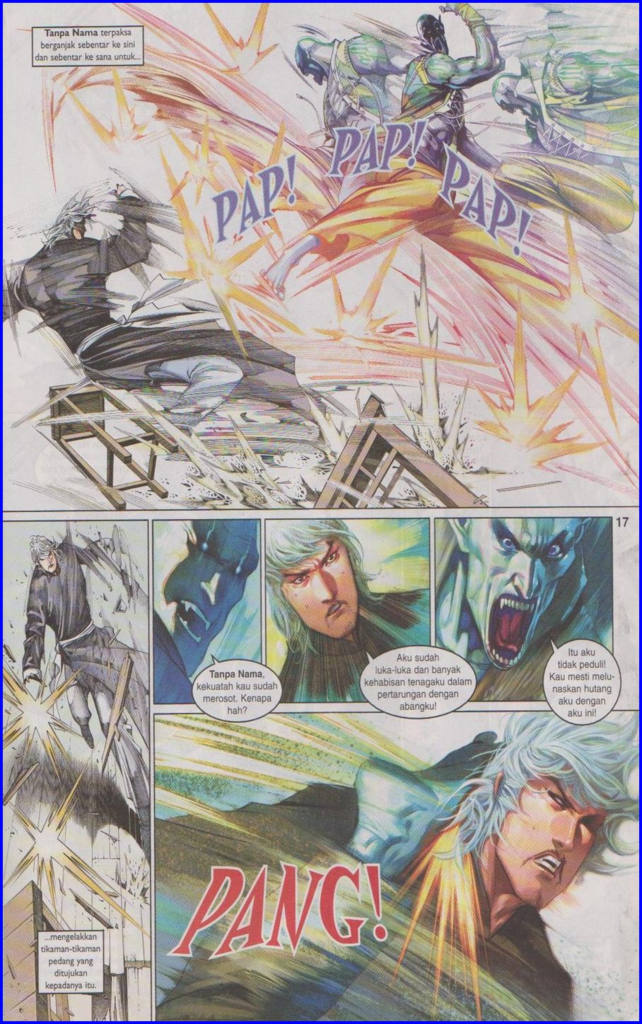 Tanpa Nama terpaksa
berganjak sebentar ke sini
dan sebentar ke sana untuk...
PAP!
PAP!
PAP!
17
Tanpa Nama,
kekuatah kau sudah
merosot. Kenapa
hah?
Aku sudah
luka-luka dan banyak
kehabisan tenagaku dalam
pertarungan dengan
abangku!
Itu aku
tidak peduli!
Kau mesti melu-
naskan hutang
aku dengan
aku ini!
...mengelakkan
tikaman-tikaman
pedang yang
ditujukan
kepadanya itu.
PANG!